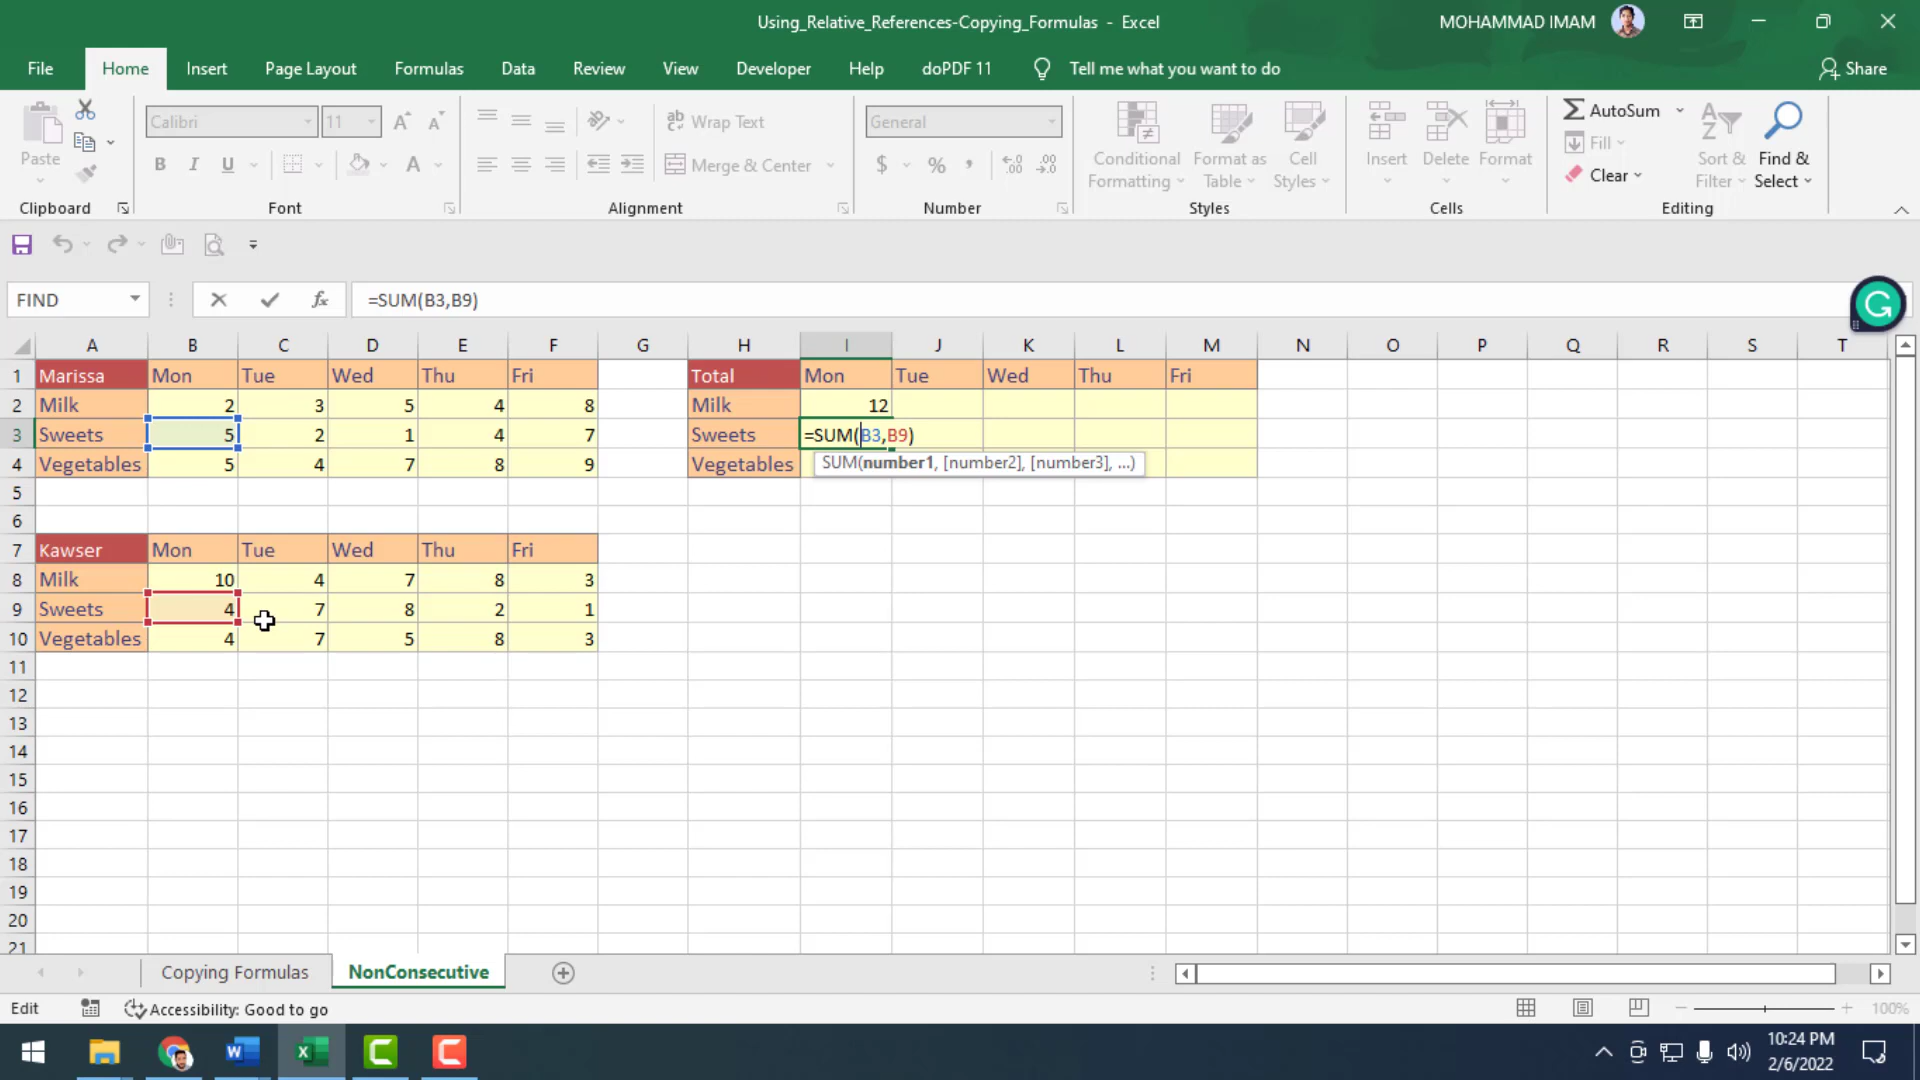 Using_Relative_References-Copying_Formulas - Excel
MOHAMMAD IMAM
File Home Insert Page Layout Formulas Data Review View Developer Help doPDF 11 Tell me what you want to do Share
Paste
Clipboard
Calibri 11
B I U A
Font
Wrap Text
Merge & Center
Alignment
General
$ % ,
Number
Conditional Formatting
Format as Table
Cell Styles
Styles
Insert Delete Format
Cells
AutoSum
Fill
Clear
Sort & Filter
Find & Select
Editing
FIND fx =SUM(B3,B9)
A B C D E F G H I J K L M N O P Q R S T
1 Marissa Mon Tue Wed Thu Fri Total Mon Tue Wed Thu Fri
2 Milk 2 3 5 4 8 Milk 12
3 Sweets 5 2 1 4 7 Sweets =SUM(B3,B9)
4 Vegetables 5 4 7 8 9 Vegetables SUM(number1, [number2], [number3], ...)
5
6
7 Kawser Mon Tue Wed Thu Fri
8 Milk 10 4 7 8 3
9 Sweets 4 7 8 2 1
10 Vegetables 4 7 5 8 3
11
12
13
14
15
16
17
18
19
20
21
Copying Formulas NonConsecutive
Edit Accessibility: Good to go 100%
10:24 PM
2/6/2022